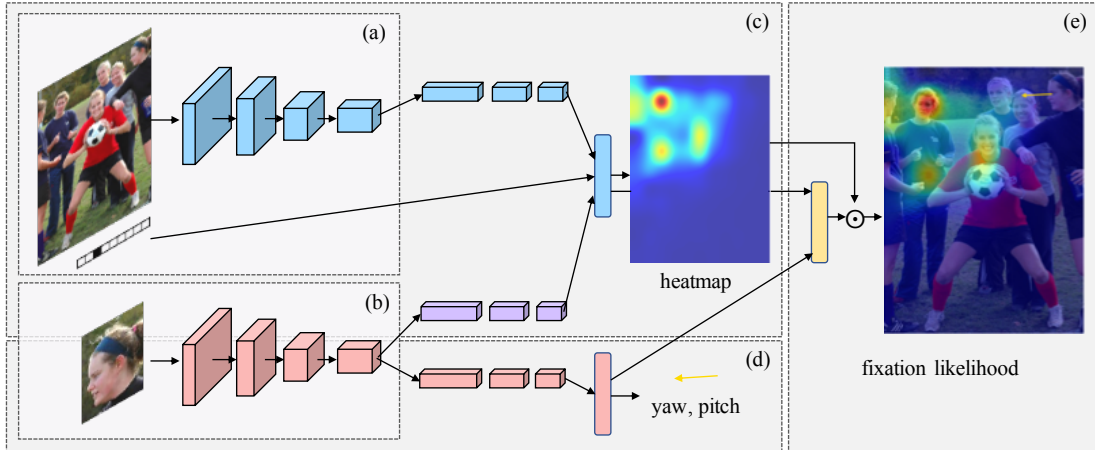 (a)
(c)
(e)
heatmap
(b)
(d)
fixation likelihood
yaw, pitch